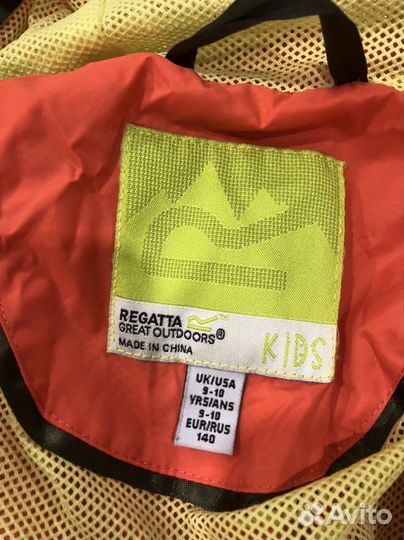 REGATTA
GREAT OUTDOORS®
MADE IN CHINA
KIDS
UK/USA
9-10
YRS/ANS
9-10
EUR/RUS
140
Avito